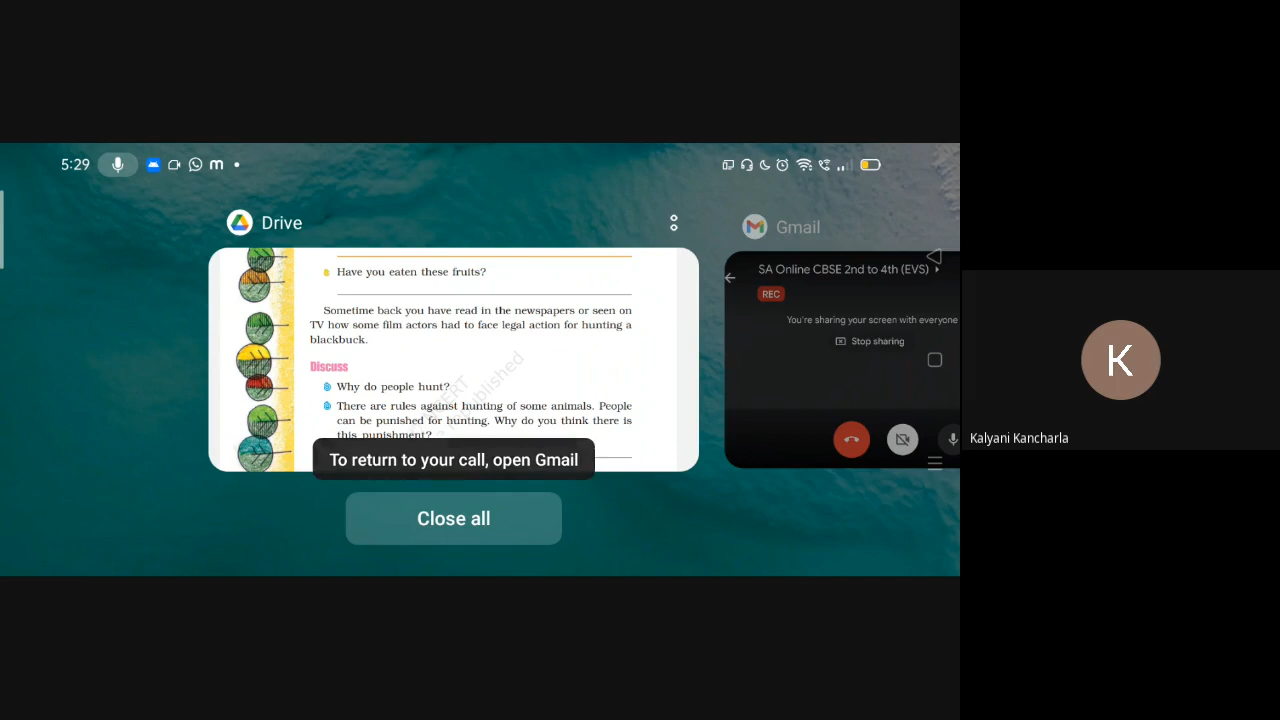 5:29
Drive
Gmail
Have you eaten these fruits?
Sometime back you have read in the newspapers or seen on
TV how some film actors had to face legal action for hunting a
blackbuck.
Discuss
Why do people hunt?
There are rules against hunting of some animals. People
can be punished for hunting. Why do you think there is
this punishment?
To return to your call, open Gmail
Close all
SA Online CBSE 2nd to 4th (EVS)
REC
You're sharing your screen with everyone
Stop sharing
K
Kalyani Kancharla